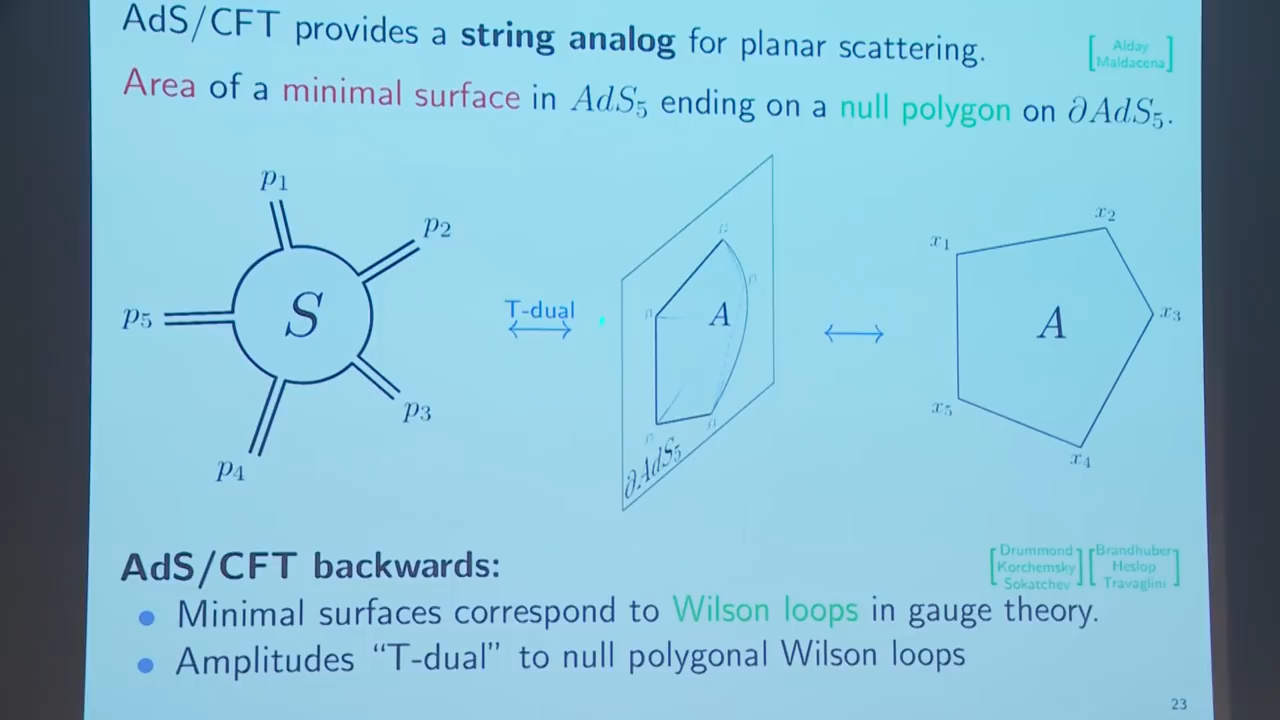 AdS/CFT provides a string analog for planar scattering.
[Alday
Maldacena]
Area of a minimal surface in AdS₅ ending on a null polygon on ∂AdS₅.
p₁
p₂
p₅
S
p₃
p₄
T-dual
A
∂AdS₅
x₁
x₂
A
x₃
x₅
x₄
AdS/CFT backwards:
[Drummond
Korchemsky
Sokatchev]
[Brandhuber
Heslop
Travaglini]
• Minimal surfaces correspond to Wilson loops in gauge theory.
• Amplitudes “T-dual” to null polygonal Wilson loops
23